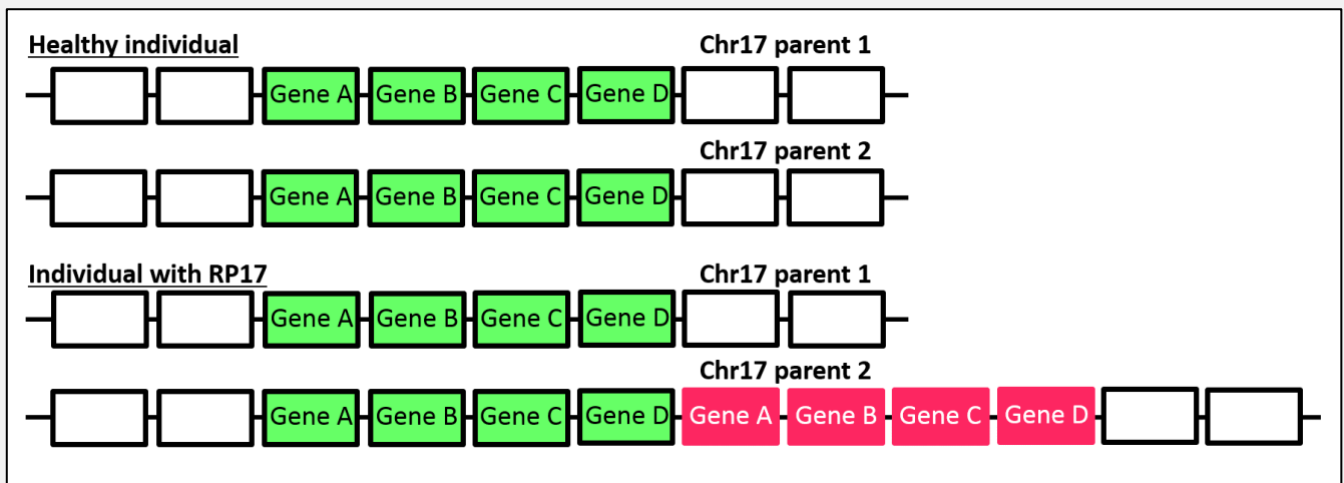 Healthy individual
Chr17 parent 1
Gene A Gene B Gene C Gene D
Chr17 parent 2
Gene A Gene B Gene C Gene D
Individual with RP17
Chr17 parent 1
Gene A Gene B Gene C Gene D
Chr17 parent 2
Gene A Gene B Gene C Gene D Gene A Gene B Gene C Gene D